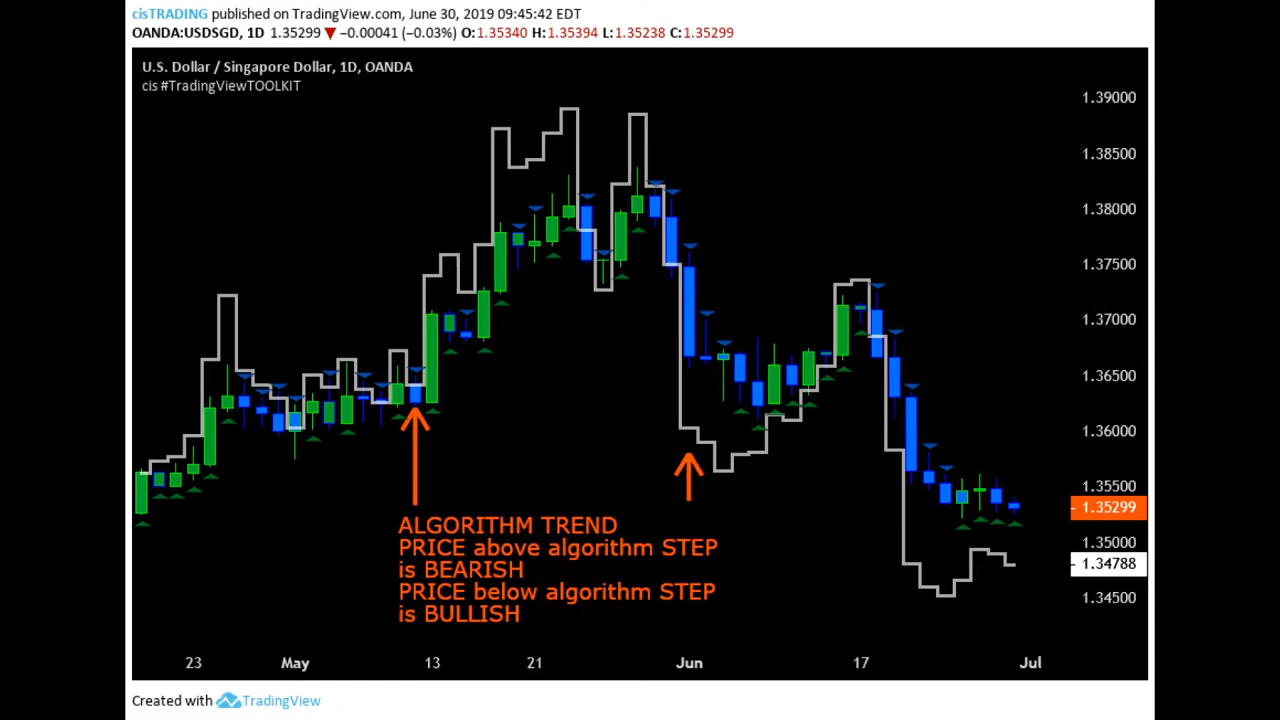 cisTRADING published on TradingView.com, June 30, 2019 09:45:42 EDT
OANDA:USDSGD, 1D 1.35299 ▼ −0.00041 (−0.03%) O:1.35340 H:1.35394 L:1.35238 C:1.35299
U.S. Dollar / Singapore Dollar, 1D, OANDA
cis #TradingViewTOOLKIT
1.39000
1.38500
1.38000
1.37500
1.37000
1.36500
1.36000
1.35500
1.35299
1.35000
1.34788
1.34500
ALGORITHM TREND
PRICE above algorithm STEP
is BEARISH
PRICE below algorithm STEP
is BULLISH
23 May 13 21 Jun 17 Jul
Created with TradingView